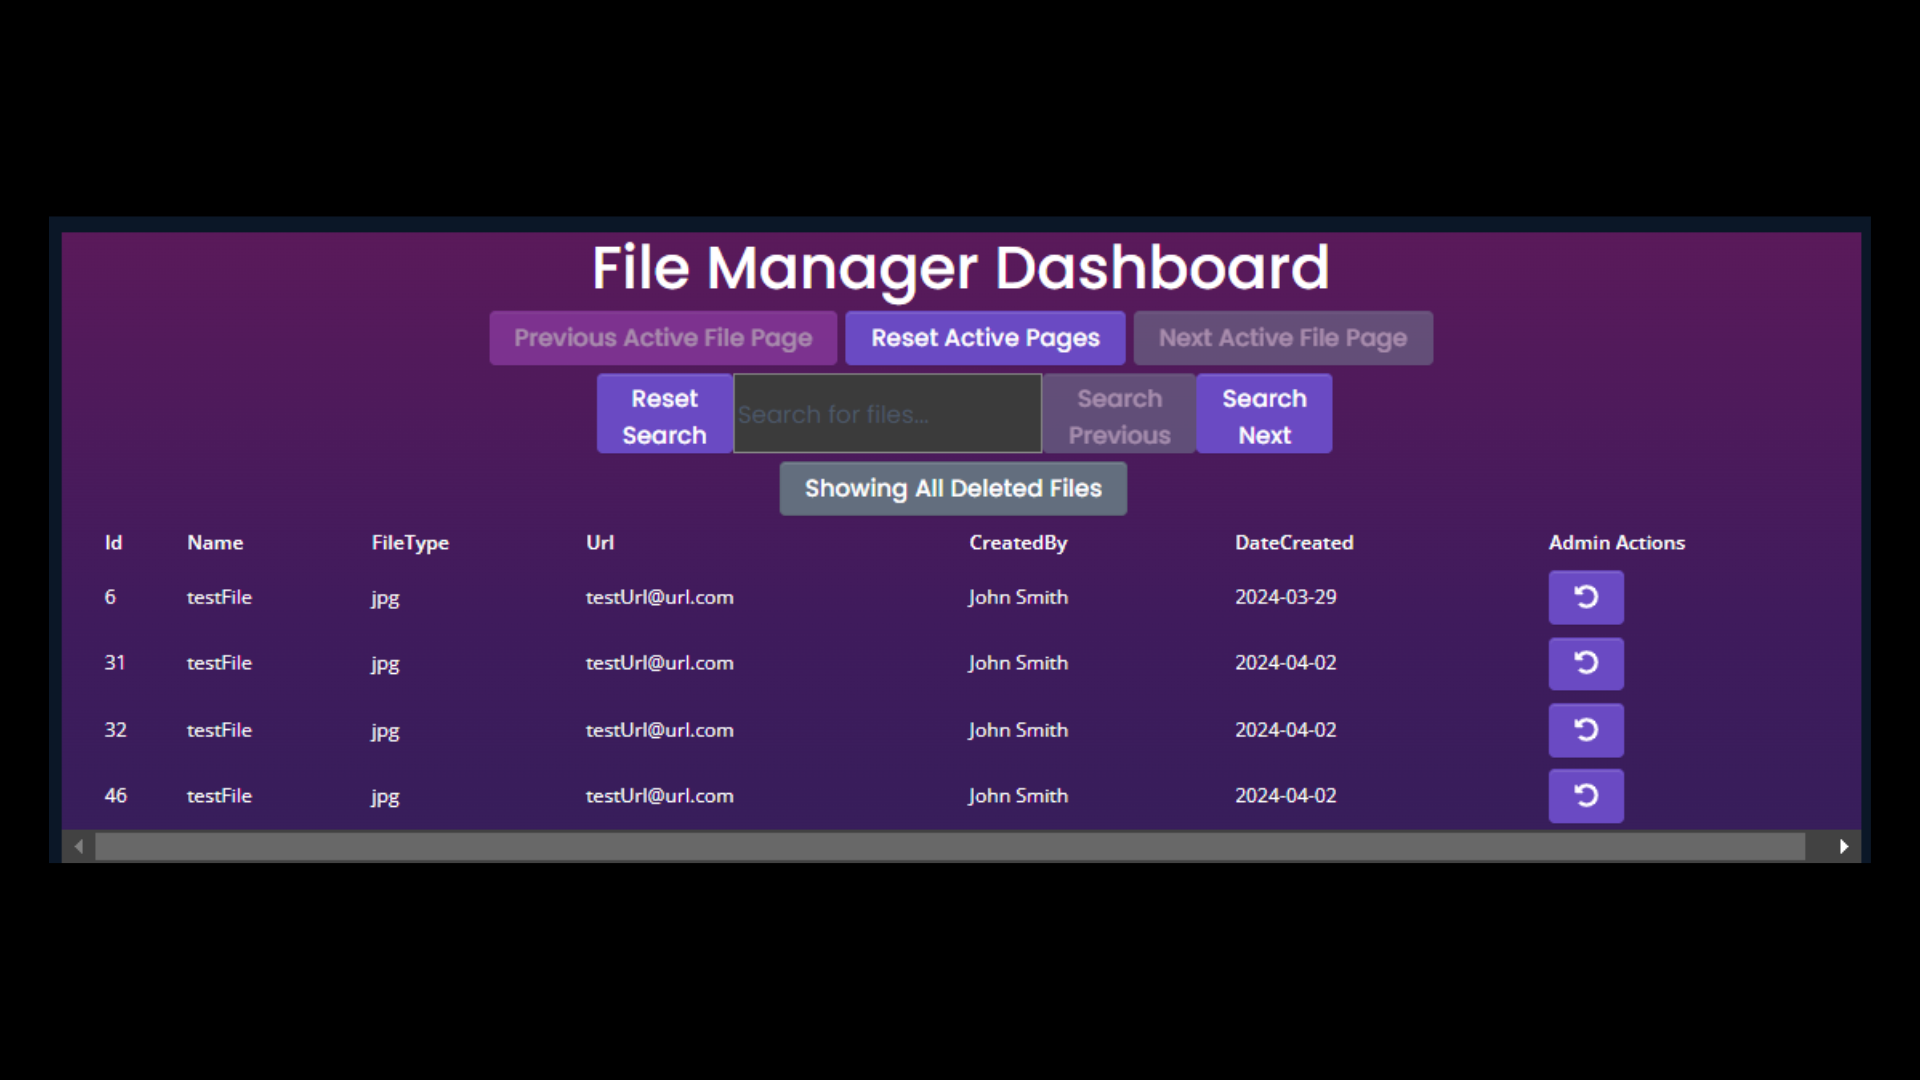 File Manager Dashboard
Previous Active File Page Reset Active Pages Next Active File Page
Reset Search Search for files... Search Previous Search Next
Showing All Deleted Files
Id Name FileType Url CreatedBy DateCreated Admin Actions
6 testFile jpg testUrl@url.com John Smith 2024-03-29
31 testFile jpg testUrl@url.com John Smith 2024-04-02
32 testFile jpg testUrl@url.com John Smith 2024-04-02
46 testFile jpg testUrl@url.com John Smith 2024-04-02